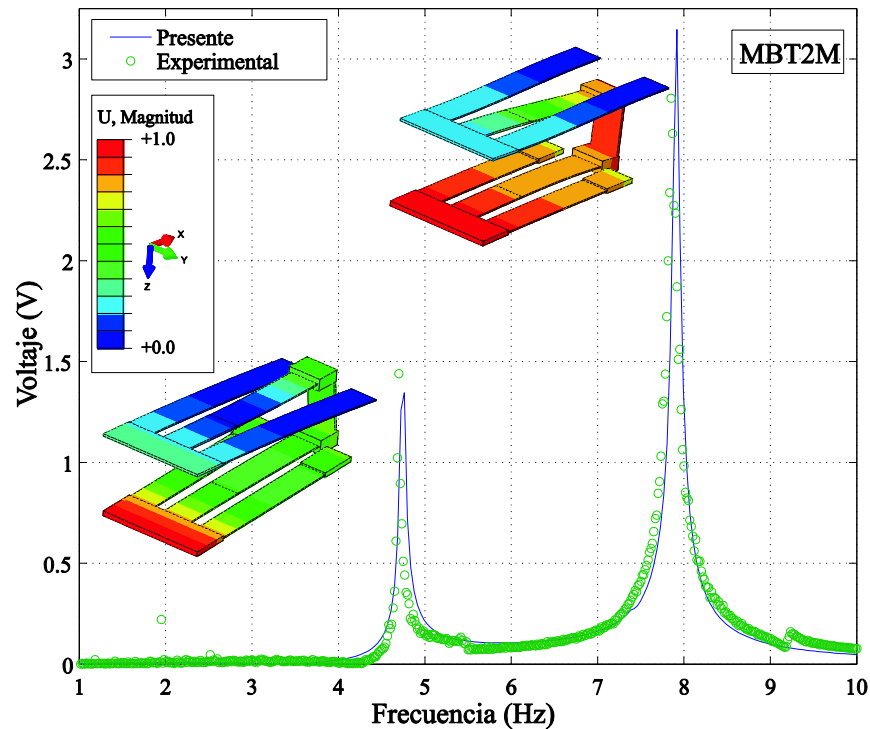 Presente
Experimental
MBT2M
U, Magnitud
+1.0
+0.0
X
Y
Z
Voltaje (V)
3
2.5
2
1.5
1
0.5
0
1 2 3 4 5 6 7 8 9 10
Frecuencia (Hz)